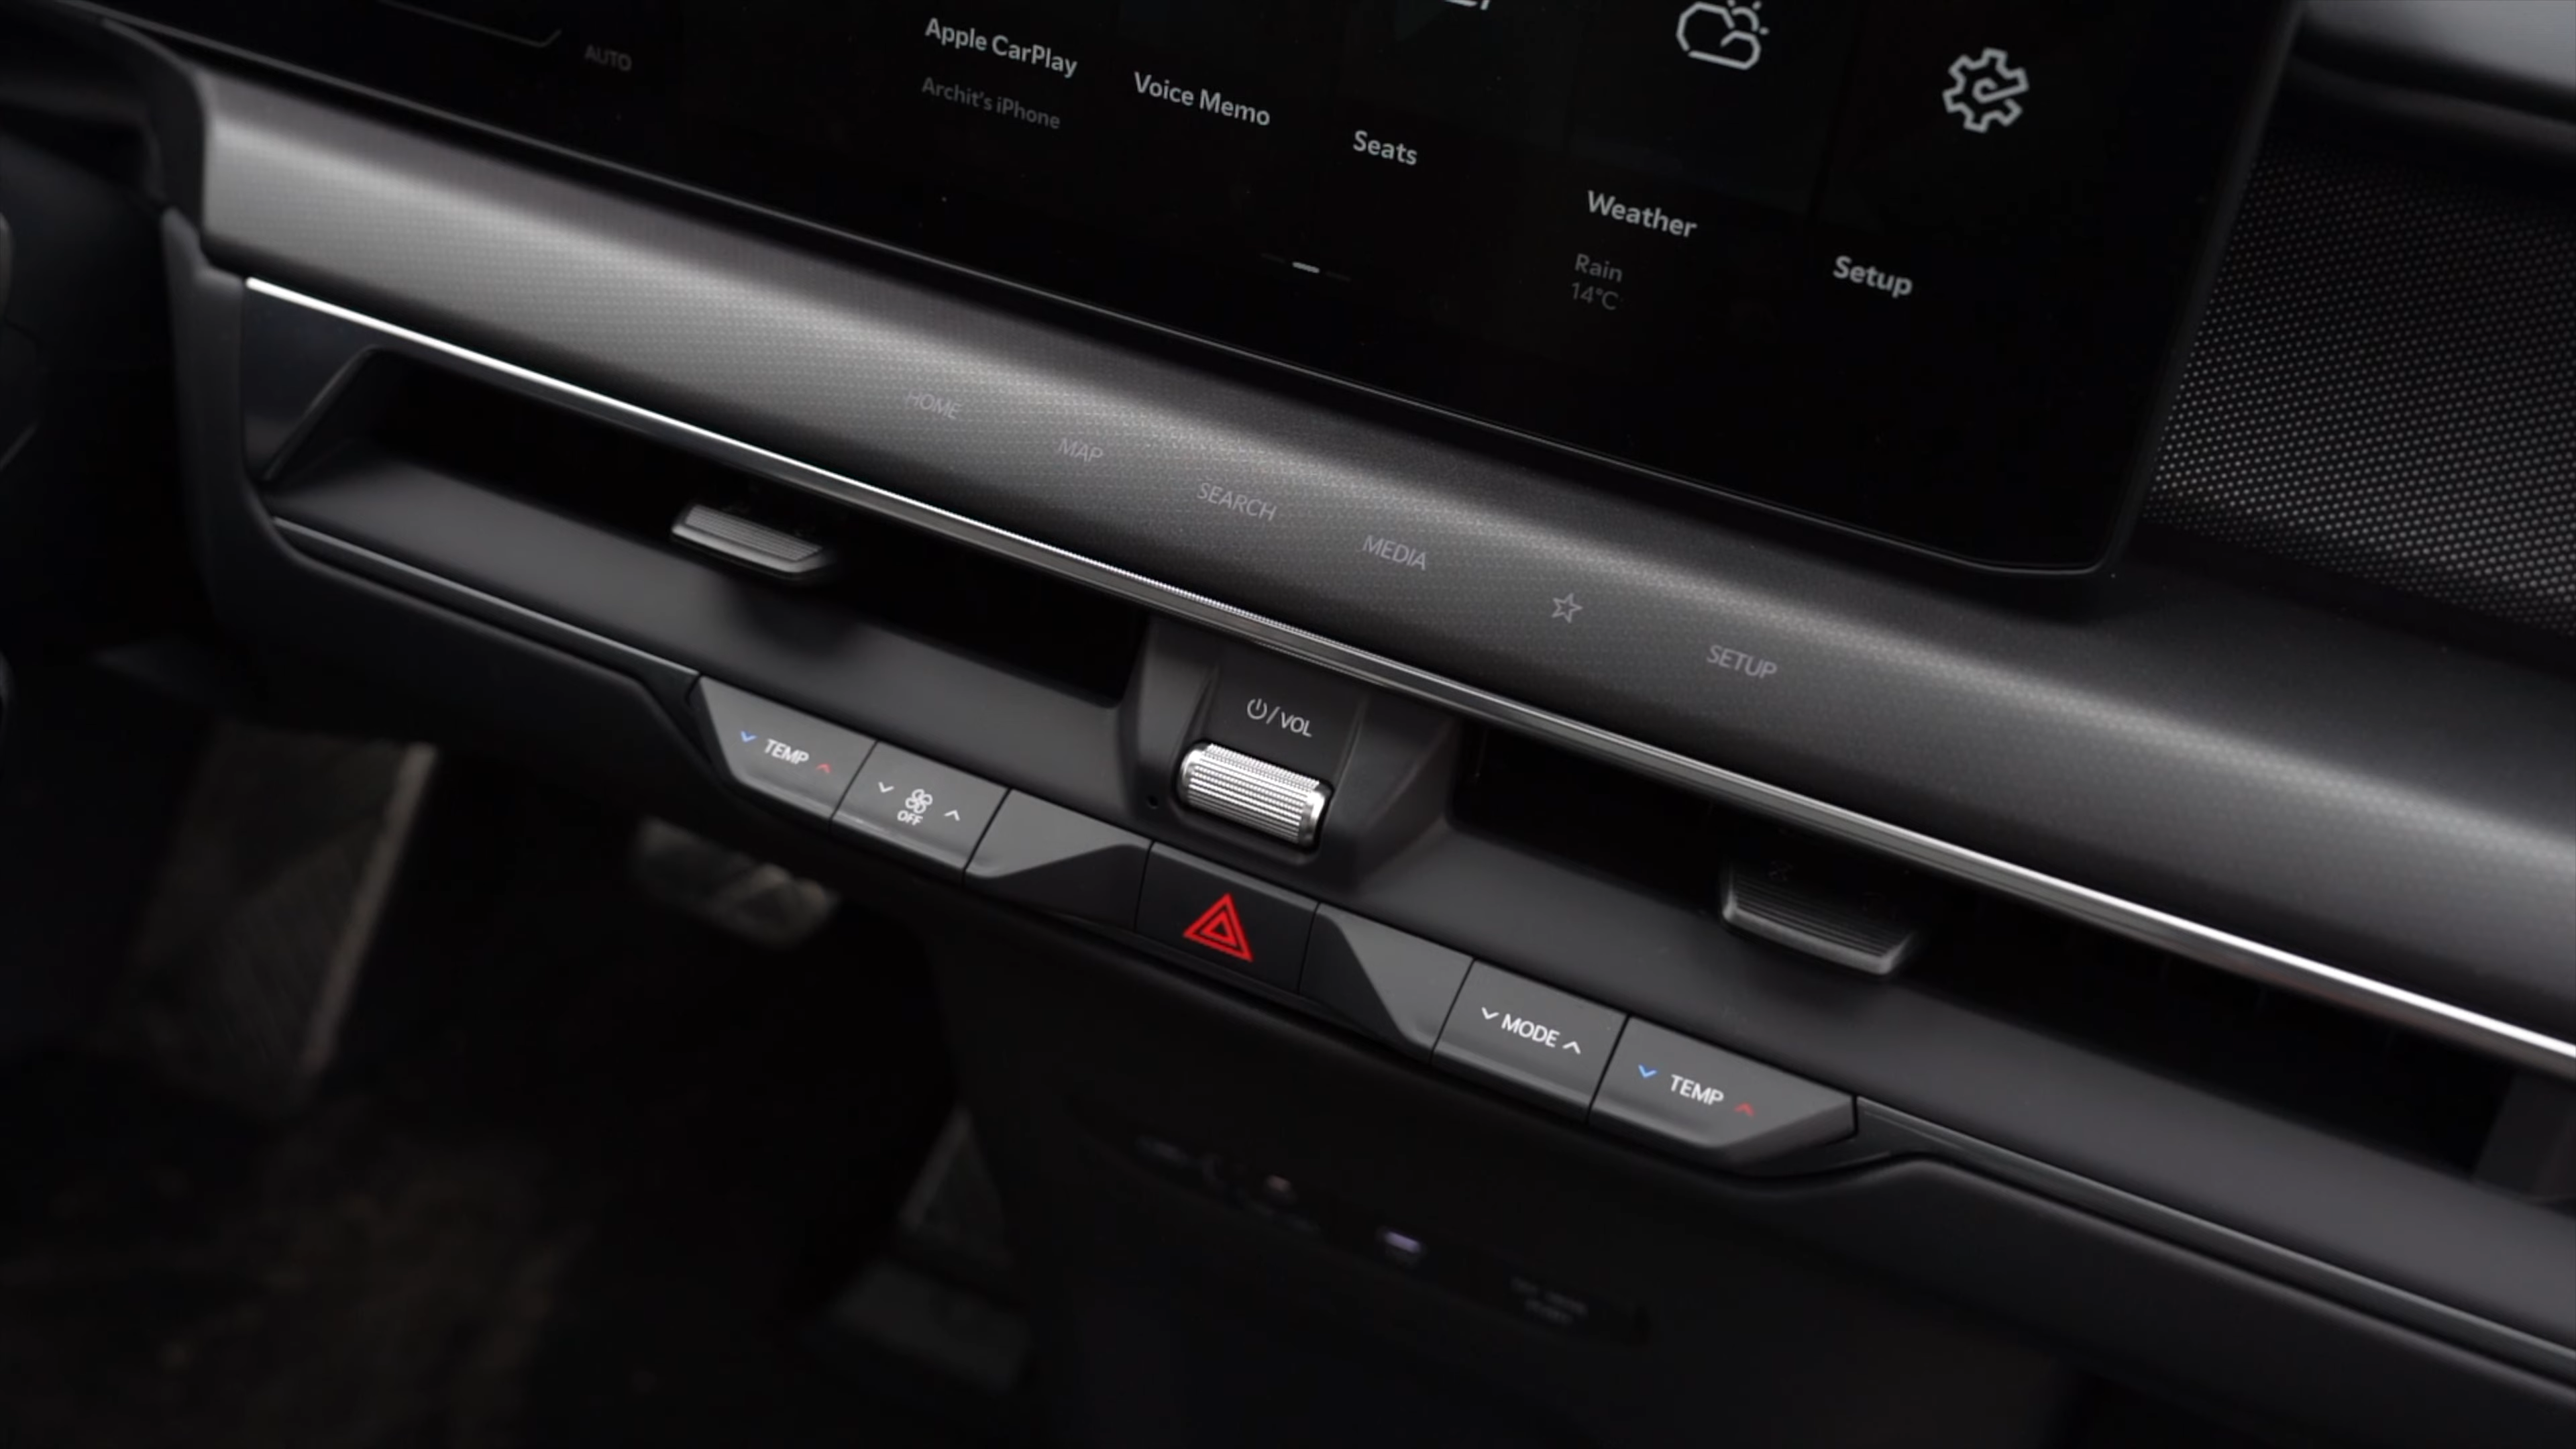 AUTO
Apple CarPlay
Archit's iPhone
Voice Memo
Seats
Weather
Rain
14°C
Setup
HOME
MAP
SEARCH
MEDIA
SETUP
/VOL
TEMP
OFF
MODE
TEMP